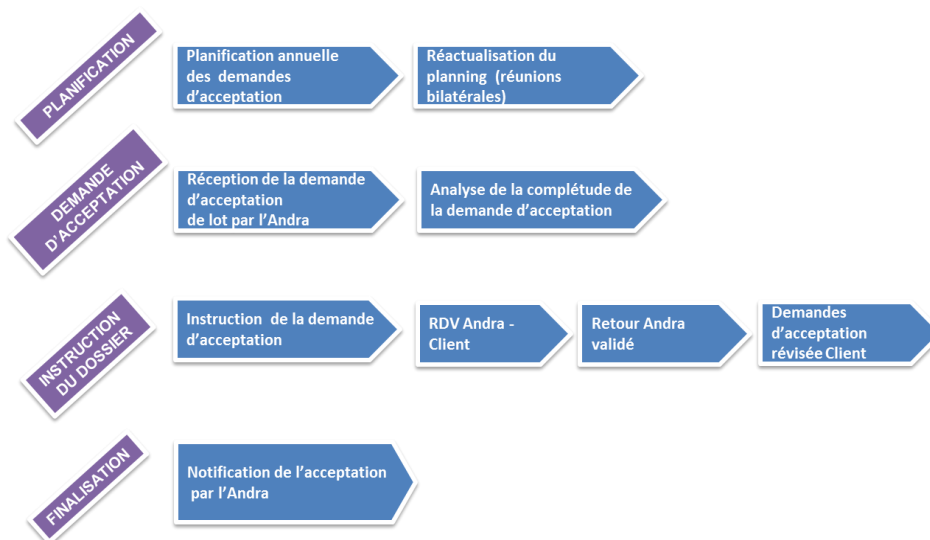 PLANIFICATION
Planification annuelle
des demandes
d'acceptation
Réactualisation du
planning (réunions
bilatérales)
DEMANDE
D'ACCEPTATION
Réception de la demande
d'acceptation
de lot par l'Andra
Analyse de la complétude de
la demande d'acceptation
INSTRUCTION
DU DOSSIER
Instruction de la demande
d'acceptation
RDV Andra -
Client
Retour Andra
validé
Demandes
d'acceptation
révisée Client
FINALISATION
Notification de l'acceptation
par l'Andra